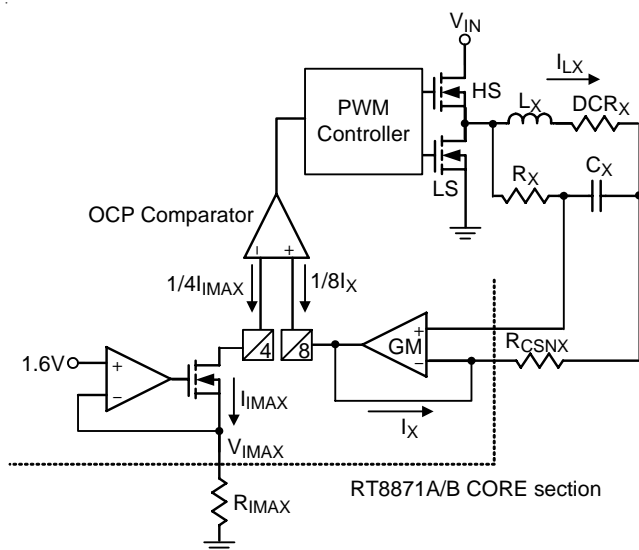 V_IN
I_LX
L_X
DCR_X
HS
PWM
Controller
R_X
C_X
LS
OCP Comparator
− +
1/4I_IMAX
1/8I_X
1.6V
+
−
4
8
GM
+
−
R_CSNX
I_IMAX
I_X
V_IMAX
RT8871A/B CORE section
R_IMAX